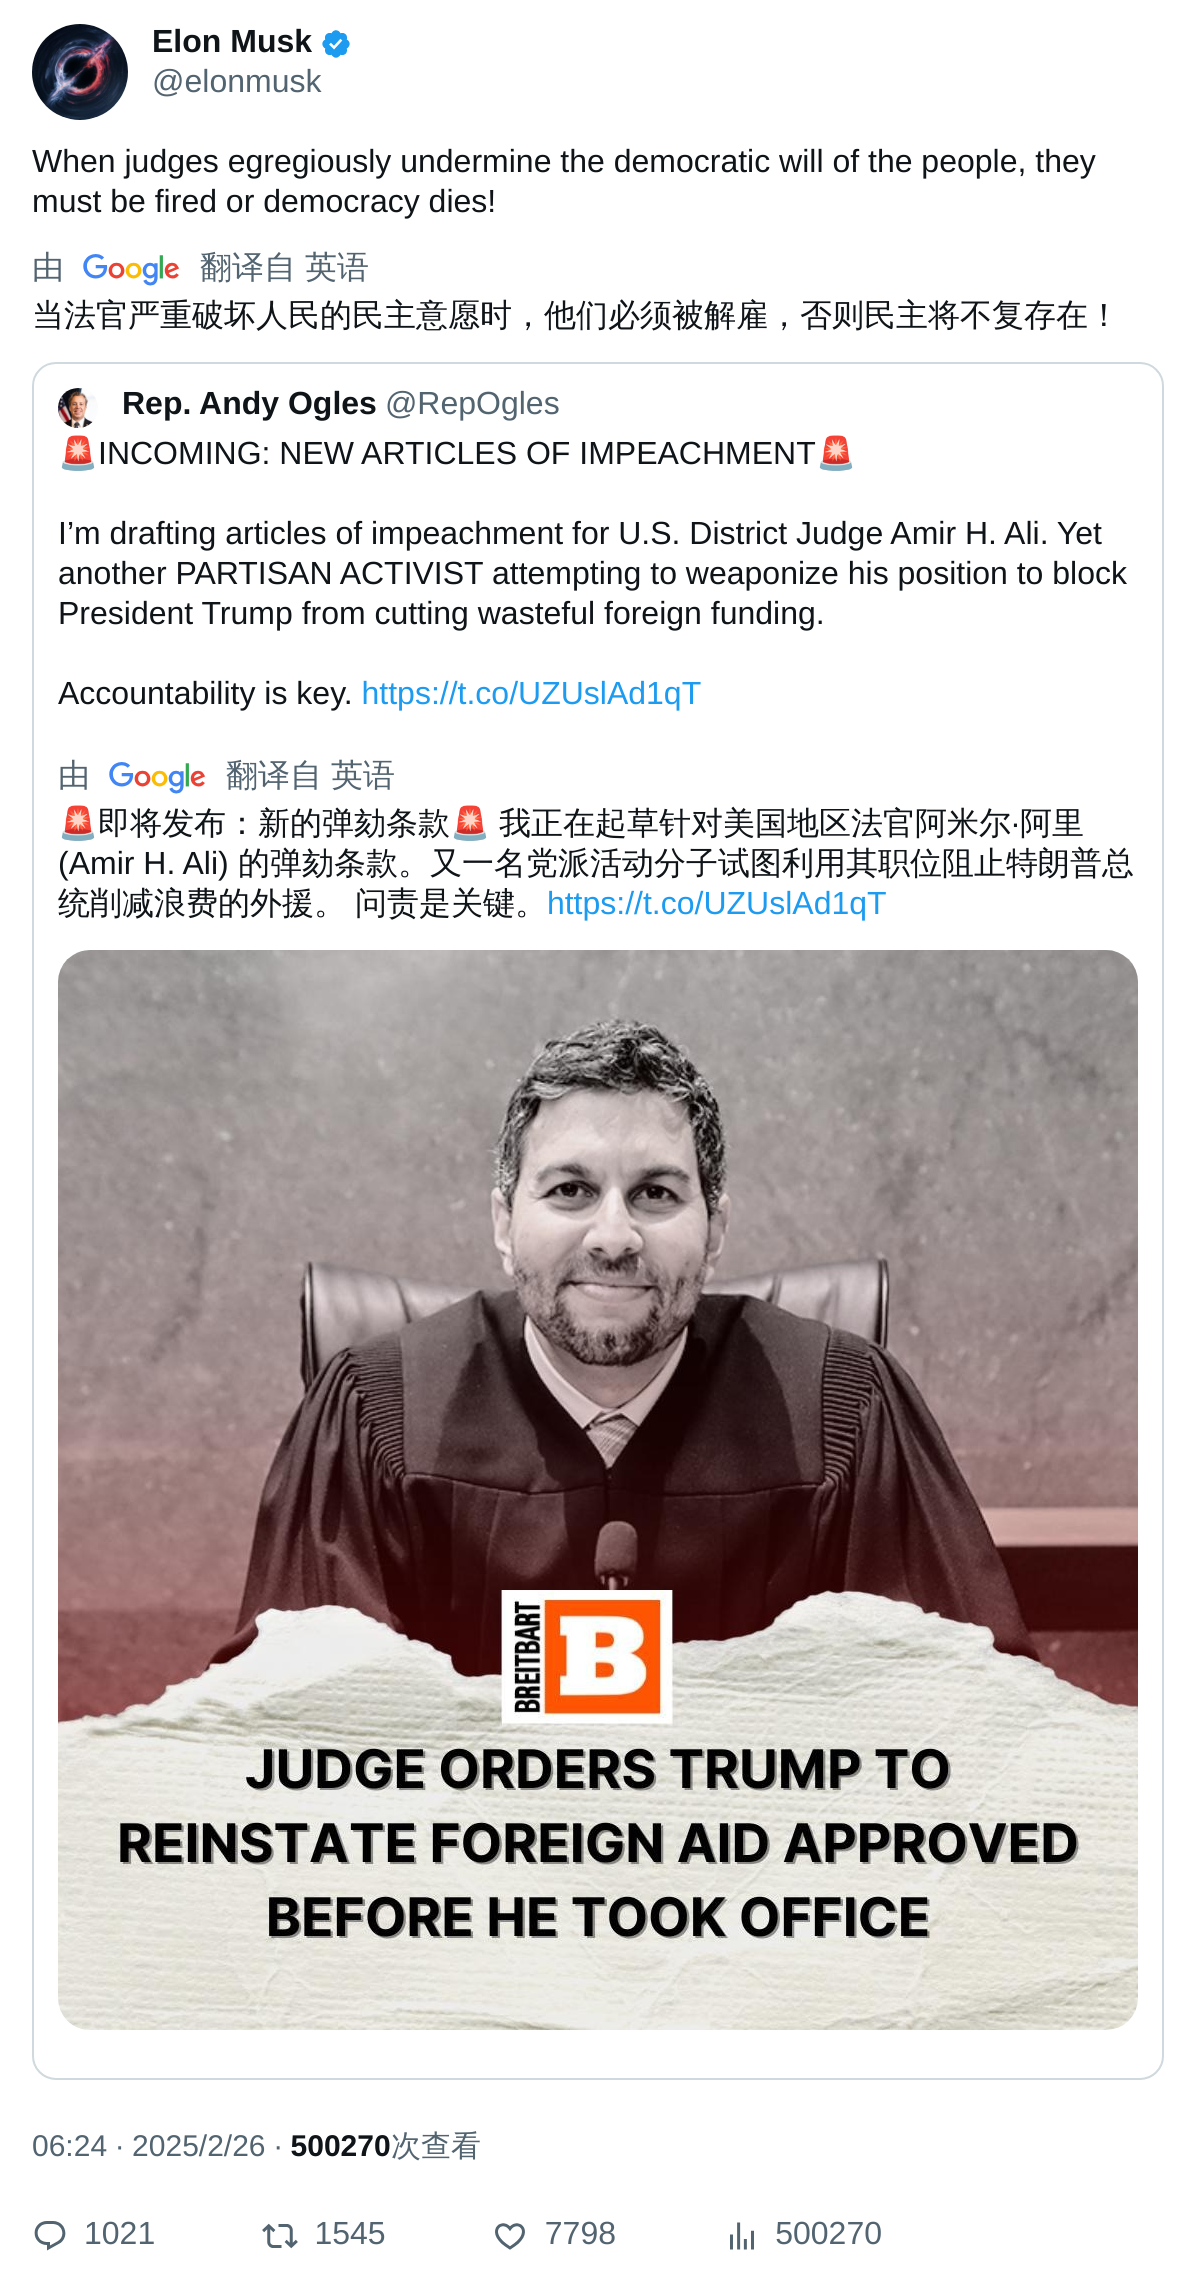 Elon Musk
@elonmusk
When judges egregiously undermine the democratic will of the people, they
must be fired or democracy dies!
由 Google 翻译自 英语
当法官严重破坏人民的民主意愿时，他们必须被解雇，否则民主将不复存在！
Rep. Andy Ogles @RepOgles
🚨INCOMING: NEW ARTICLES OF IMPEACHMENT🚨
I’m drafting articles of impeachment for U.S. District Judge Amir H. Ali. Yet
another PARTISAN ACTIVIST attempting to weaponize his position to block
President Trump from cutting wasteful foreign funding.
Accountability is key. https://t.co/UZUslAd1qT
由 Google 翻译自 英语
🚨即将发布：新的弹劾条款🚨 我正在起草针对美国地区法官阿米尔·阿里
(Amir H. Ali) 的弹劾条款。又一名党派活动分子试图利用其职位阻止特朗普总
统削减浪费的外援。 问责是关键。https://t.co/UZUslAd1qT
BREITBART B
JUDGE ORDERS TRUMP TO
REINSTATE FOREIGN AID APPROVED
BEFORE HE TOOK OFFICE
06:24 · 2025/2/26 · 500270次查看
1021 1545 7798 500270